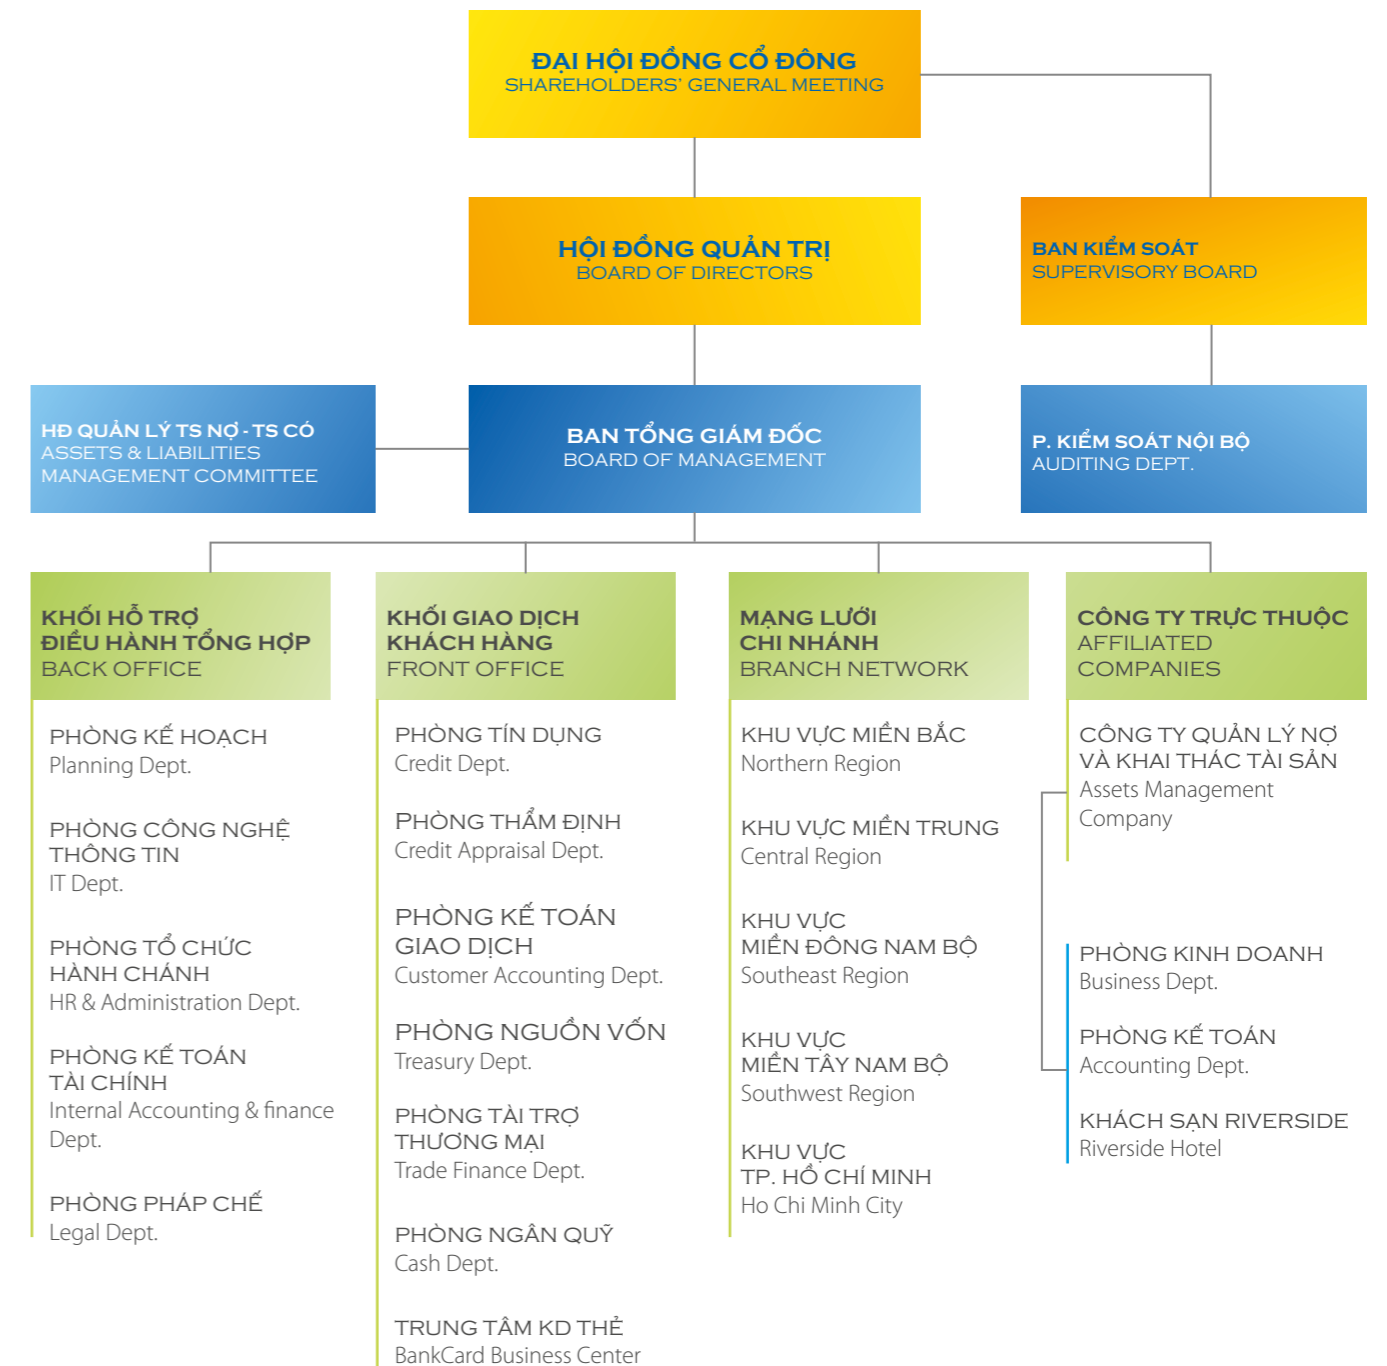 ĐẠI HỘI ĐỒNG CỔ ĐÔNG
SHAREHOLDERS' GENERAL MEETING
HỘI ĐỒNG QUẢN TRỊ
BOARD OF DIRECTORS
BAN KIỂM SOÁT
SUPERVISORY BOARD
HĐ QUẢN LÝ TS NỢ - TS CÓ
ASSETS & LIABILITIES
MANAGEMENT COMMITTEE
BAN TỔNG GIÁM ĐỐC
BOARD OF MANAGEMENT
P. KIỂM SOÁT NỘI BỘ
AUDITING DEPT.
KHỐI HỖ TRỢ
ĐIỀU HÀNH TỔNG HỢP
BACK OFFICE
PHÒNG KẾ HOẠCH
Planning Dept.
PHÒNG CÔNG NGHỆ
THÔNG TIN
IT Dept.
PHÒNG TỔ CHỨC
HÀNH CHÁNH
HR & Administration Dept.
PHÒNG KẾ TOÁN
TÀI CHÍNH
Internal Accounting & finance
Dept.
PHÒNG PHÁP CHẾ
Legal Dept.
KHỐI GIAO DỊCH
KHÁCH HÀNG
FRONT OFFICE
PHÒNG TÍN DỤNG
Credit Dept.
PHÒNG THẨM ĐỊNH
Credit Appraisal Dept.
PHÒNG KẾ TOÁN
GIAO DỊCH
Customer Accounting Dept.
PHÒNG NGUỒN VỐN
Treasury Dept.
PHÒNG TÀI TRỢ
THƯƠNG MẠI
Trade Finance Dept.
PHÒNG NGÂN QUỸ
Cash Dept.
TRUNG TÂM KD THẺ
BankCard Business Center
MẠNG LƯỚI
CHI NHÁNH
BRANCH NETWORK
KHU VỰC MIỀN BẮC
Northern Region
KHU VỰC MIỀN TRUNG
Central Region
KHU VỰC
MIỀN ĐÔNG NAM BỘ
Southeast Region
KHU VỰC
MIỀN TÂY NAM BỘ
Southwest Region
KHU VỰC
TP. HỒ CHÍ MINH
Ho Chi Minh City
CÔNG TY TRỰC THUỘC
AFFILIATED
COMPANIES
CÔNG TY QUẢN LÝ NỢ
VÀ KHAI THÁC TÀI SẢN
Assets Management
Company
PHÒNG KINH DOANH
Business Dept.
PHÒNG KẾ TOÁN
Accounting Dept.
KHÁCH SẠN RIVERSIDE
Riverside Hotel